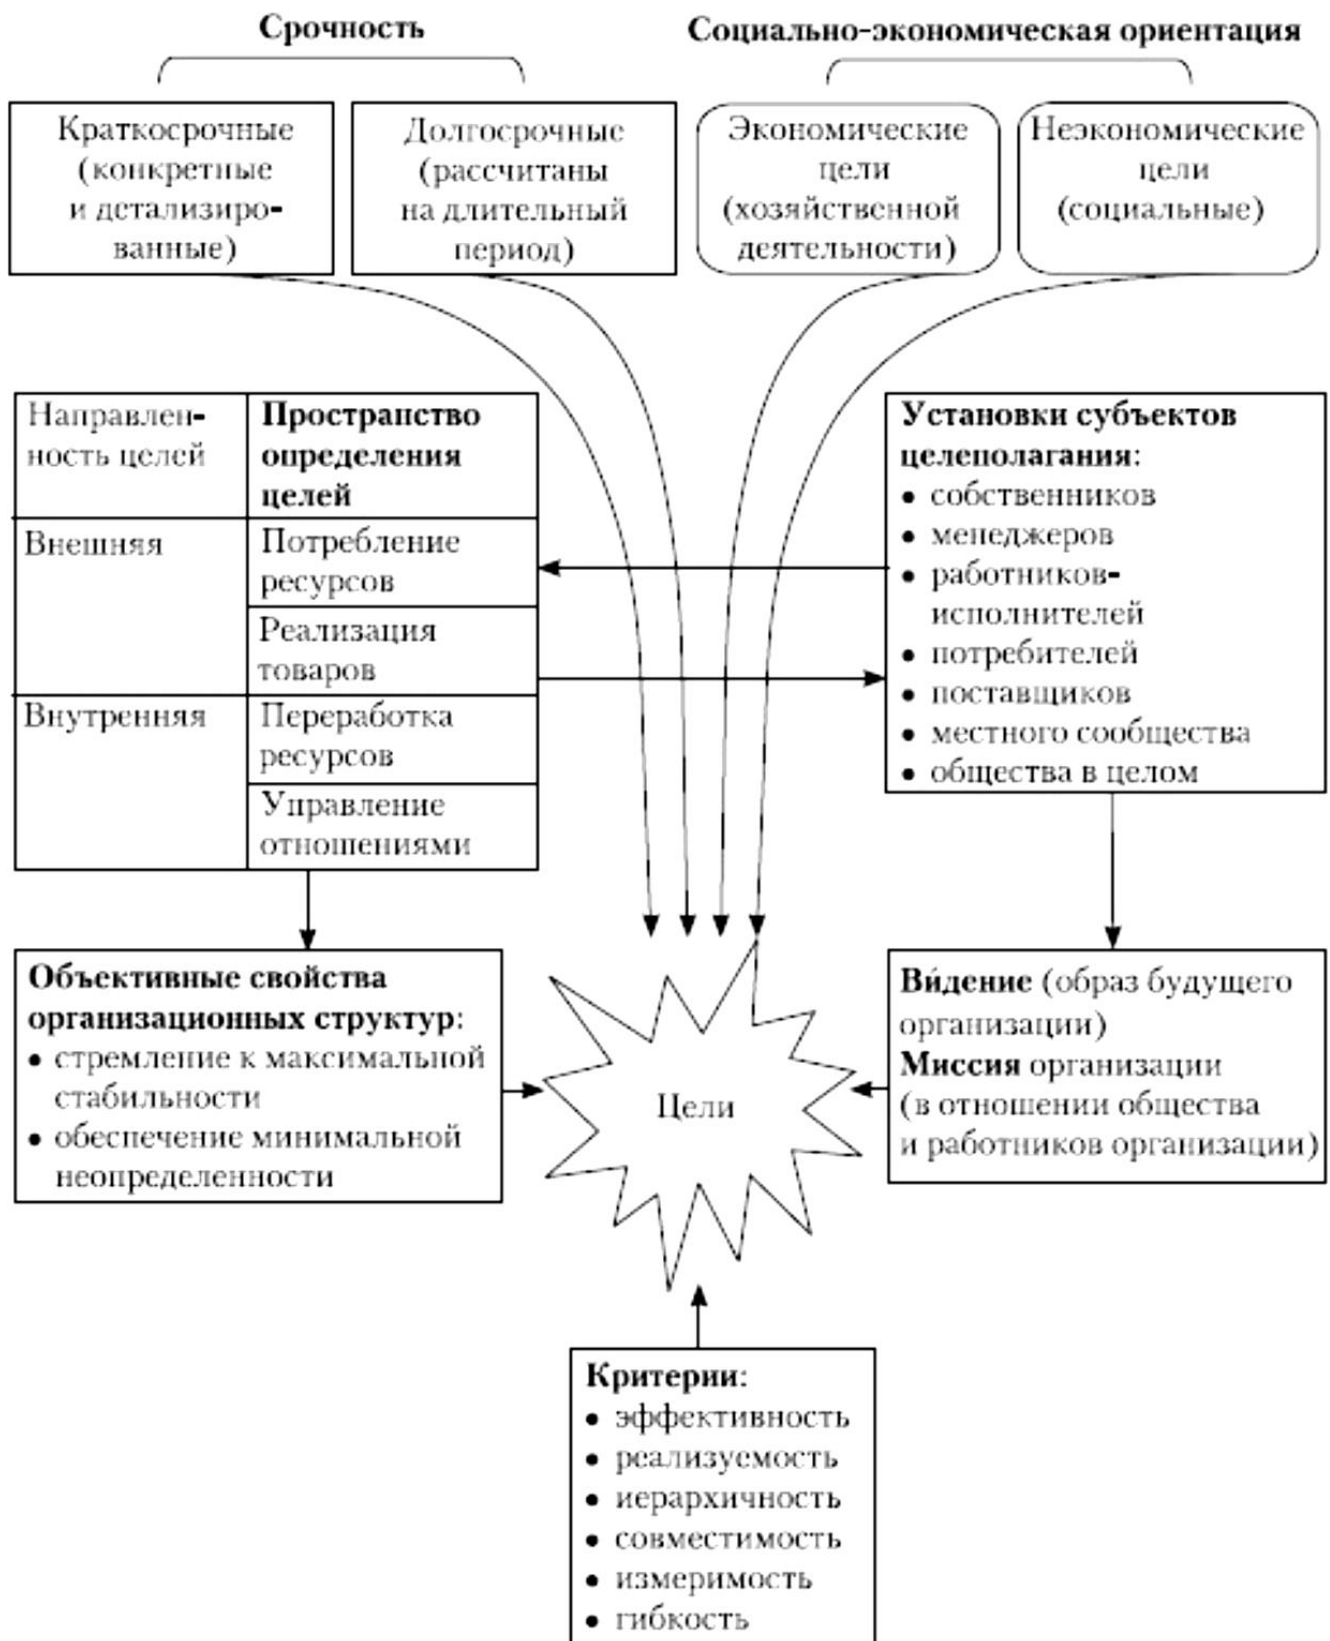 Срочность
Социально-экономическая ориентация
Краткосрочные
(конкретные
и детализиро-
ванные)
Долгосрочные
(рассчитаны
на длительный
период)
Экономические
цели
(хозяйственной
деятельности)
Неэкономические
цели
(социальные)
Направлен-
ность целей
Пространство
определения
целей
Внешняя
Потребление
ресурсов
Реализация
товаров
Внутренняя
Переработка
ресурсов
Управление
отношениями
Установки субъектов
целеполагания:
• собственников
• менеджеров
• работников-
исполнителей
• потребителей
• поставщиков
• местного сообщества
• общества в целом
Объективные свойства
организационных структур:
• стремление к максимальной
стабильности
• обеспечение минимальной
неопределенности
Цели
Ви́дение (образ будущего
организации)
Миссия организации
(в отношении общества
и работников организации)
Критерии:
• эффективность
• реализуемость
• иерархичность
• совместимость
• измеримость
• гибкость